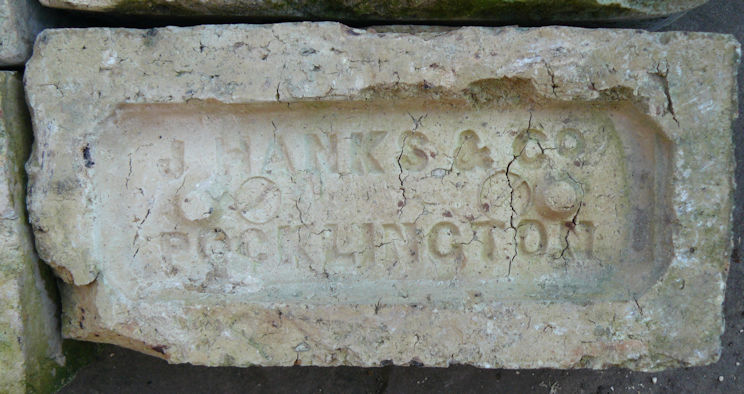 J HANKS & CO
POCKLINGTON